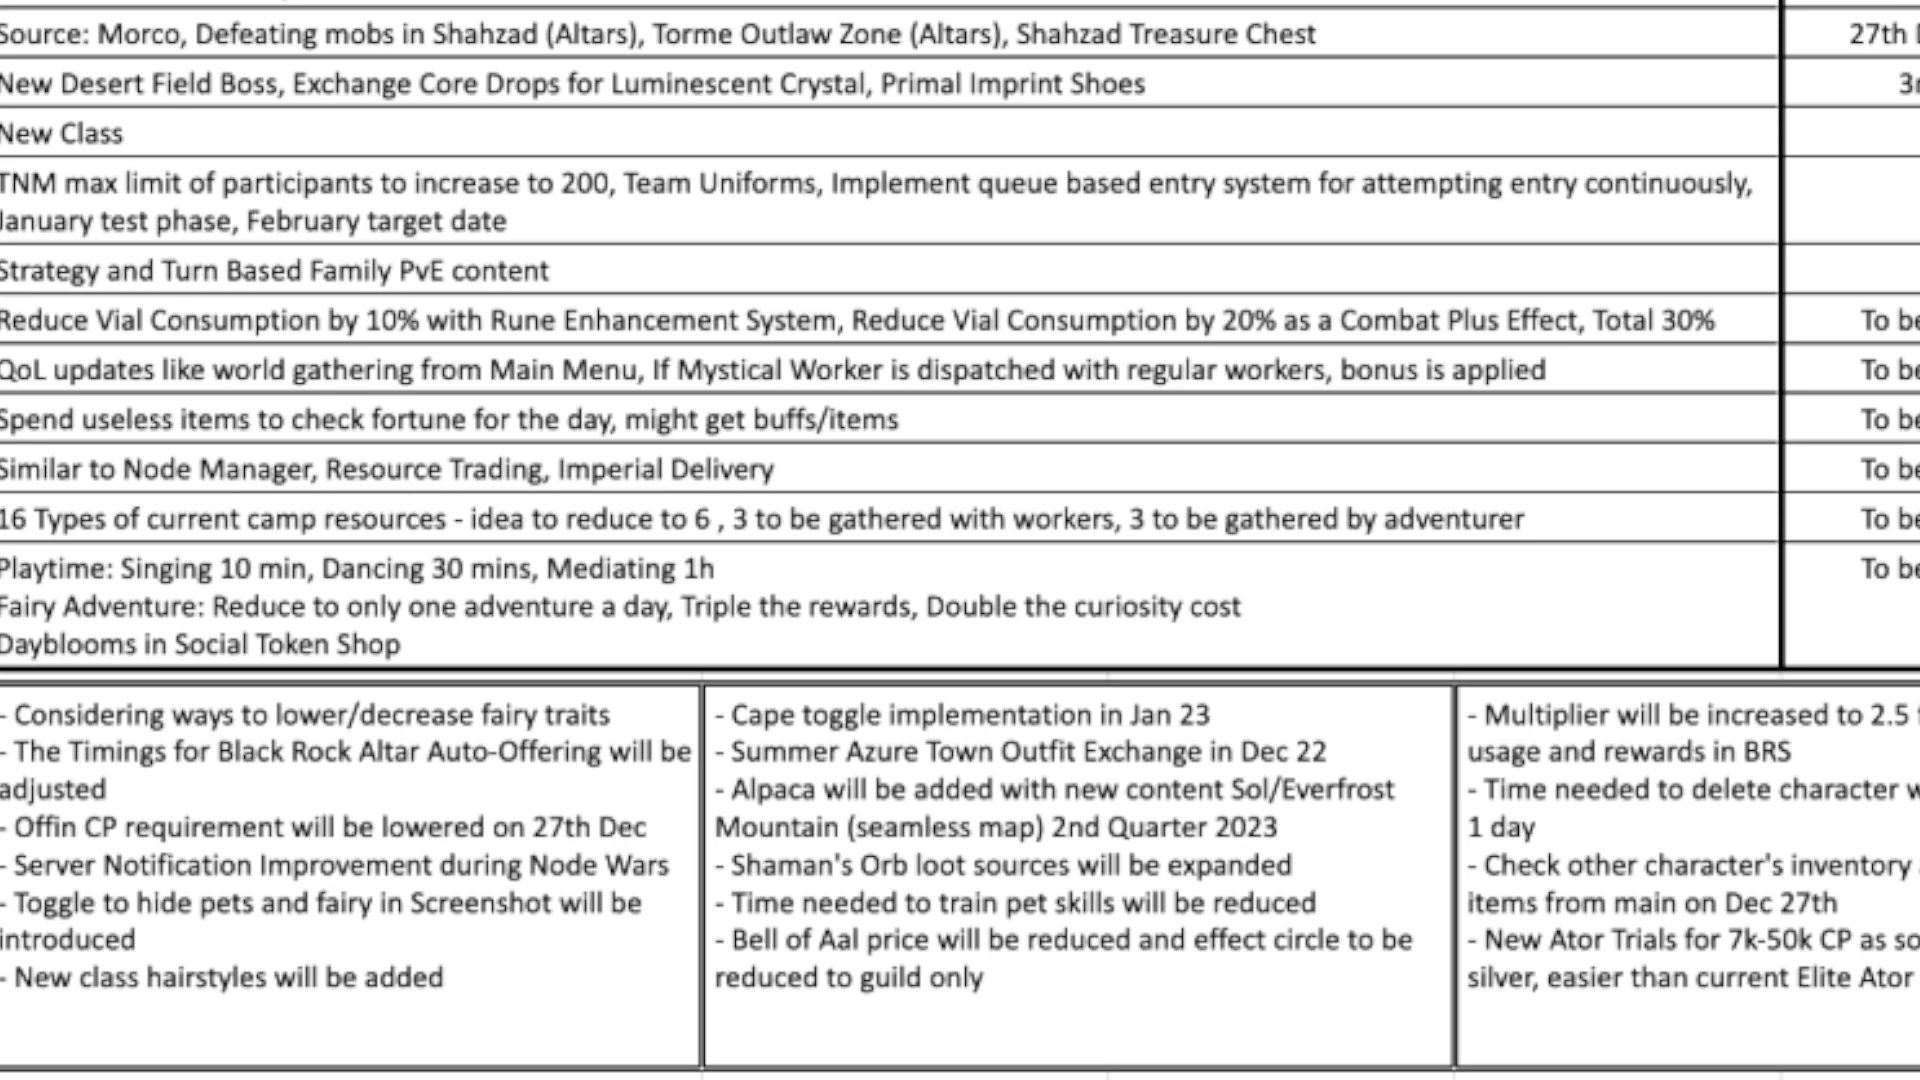 Source: Morco, Defeating mobs in Shahzad (Altars), Torme Outlaw Zone (Altars), Shahzad Treasure Chest
27th
New Desert Field Boss, Exchange Core Drops for Luminescent Crystal, Primal Imprint Shoes
New Class
TNM max limit of participants to increase to 200, Team Uniforms, Implement queue based entry system for attempting entry continuously,
January test phase, February target date
Strategy and Turn Based Family PvE content
Reduce Vial Consumption by 10% with Rune Enhancement System, Reduce Vial Consumption by 20% as a Combat Plus Effect, Total 30%
To be
QoL updates like world gathering from Main Menu, If Mystical Worker is dispatched with regular workers, bonus is applied
To be
Spend useless items to check fortune for the day, might get buffs/items
To be
Similar to Node Manager, Resource Trading, Imperial Delivery
To be
16 Types of current camp resources - idea to reduce to 6 , 3 to be gathered with workers, 3 to be gathered by adventurer
To be
Playtime: Singing 10 min, Dancing 30 mins, Mediating 1h
To be
Fairy Adventure: Reduce to only one adventure a day, Triple the rewards, Double the curiosity cost
Dayblooms in Social Token Shop
- Considering ways to lower/decrease fairy traits
- The Timings for Black Rock Altar Auto-Offering will be
adjusted
- Offin CP requirement will be lowered on 27th Dec
- Server Notification Improvement during Node Wars
- Toggle to hide pets and fairy in Screenshot will be
introduced
- New class hairstyles will be added
- Cape toggle implementation in Jan 23
- Summer Azure Town Outfit Exchange in Dec 22
- Alpaca will be added with new content Sol/Everfrost
Mountain (seamless map) 2nd Quarter 2023
- Shaman's Orb loot sources will be expanded
- Time needed to train pet skills will be reduced
- Bell of Aal price will be reduced and effect circle to be
reduced to guild only
- Multiplier will be increased to 2.5
usage and rewards in BRS
- Time needed to delete character
1 day
- Check other character's inventory
items from main on Dec 27th
- New Ator Trials for 7k-50k CP as
silver, easier than current Elite Ator